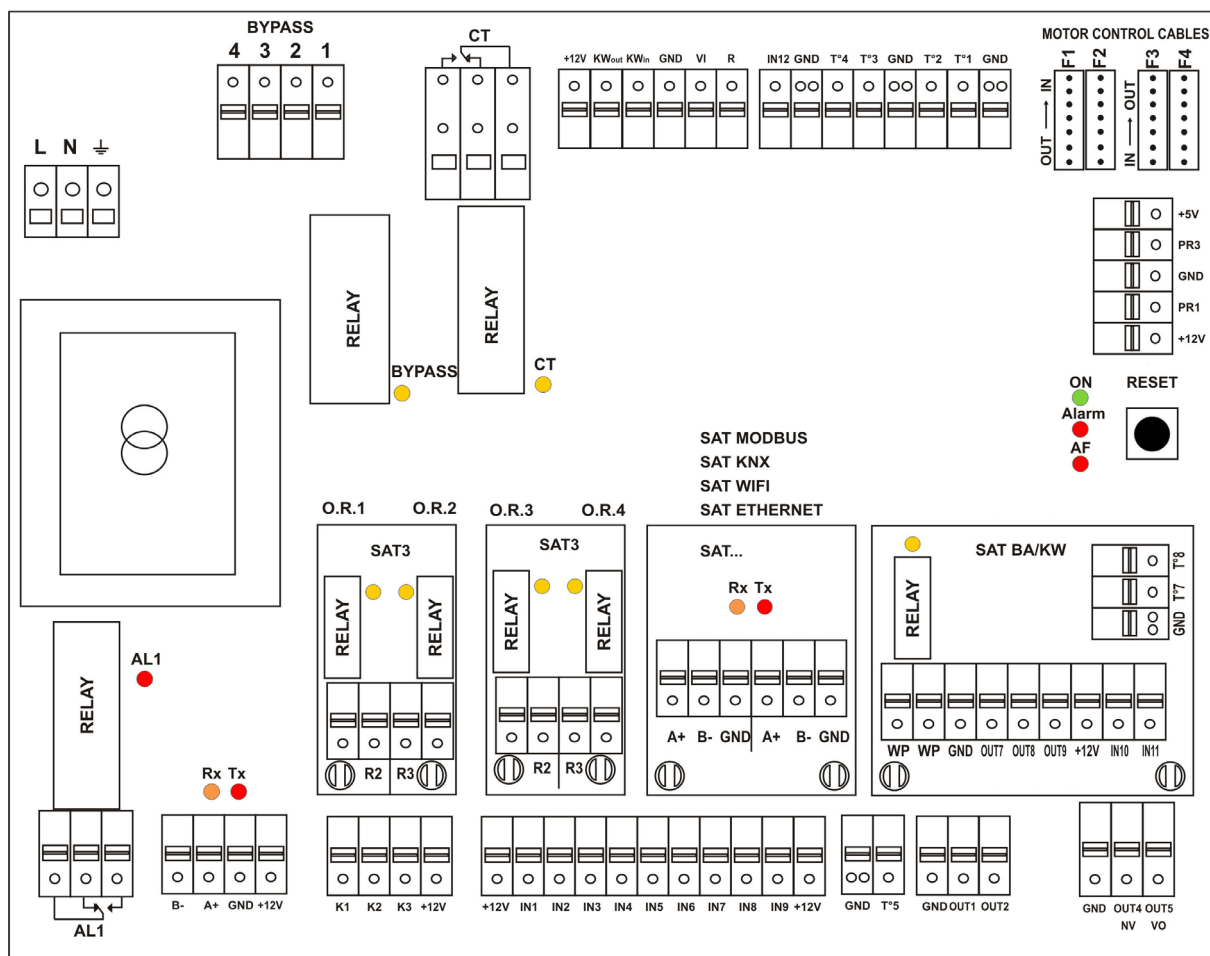 BYPASS
4 3 2 1
CT
+12V KWout KWin GND VI R
IN12 GND T°4 T°3 GND T°2 T°1 GND
MOTOR CONTROL CABLES
F1 F2 F3 F4
OUT → IN
IN → OUT
L N
+5V
PR3
GND
PR1
+12V
RELAY
BYPASS
RELAY
CT
ON
Alarm
AF
RESET
SAT MODBUS
SAT KNX
SAT WIFI
SAT ETHERNET
O.R.1 O.R.2
SAT3
RELAY RELAY
R2 R3
O.R.3 O.R.4
SAT3
RELAY RELAY
R2 R3
SAT...
Rx Tx
A+ B- GND A+ B- GND
SAT BA/KW
RELAY
T°8
T°7
GND
WP WP GND OUT7 OUT8 OUT9 +12V IN10 IN11
RELAY
AL1
AL1
Rx Tx
B- A+ GND +12V
K1 K2 K3 +12V
+12V IN1 IN2 IN3 IN4 IN5 IN6 IN7 IN8 IN9 +12V
GND T°5
GND OUT1 OUT2
GND OUT4 OUT5
NV VO